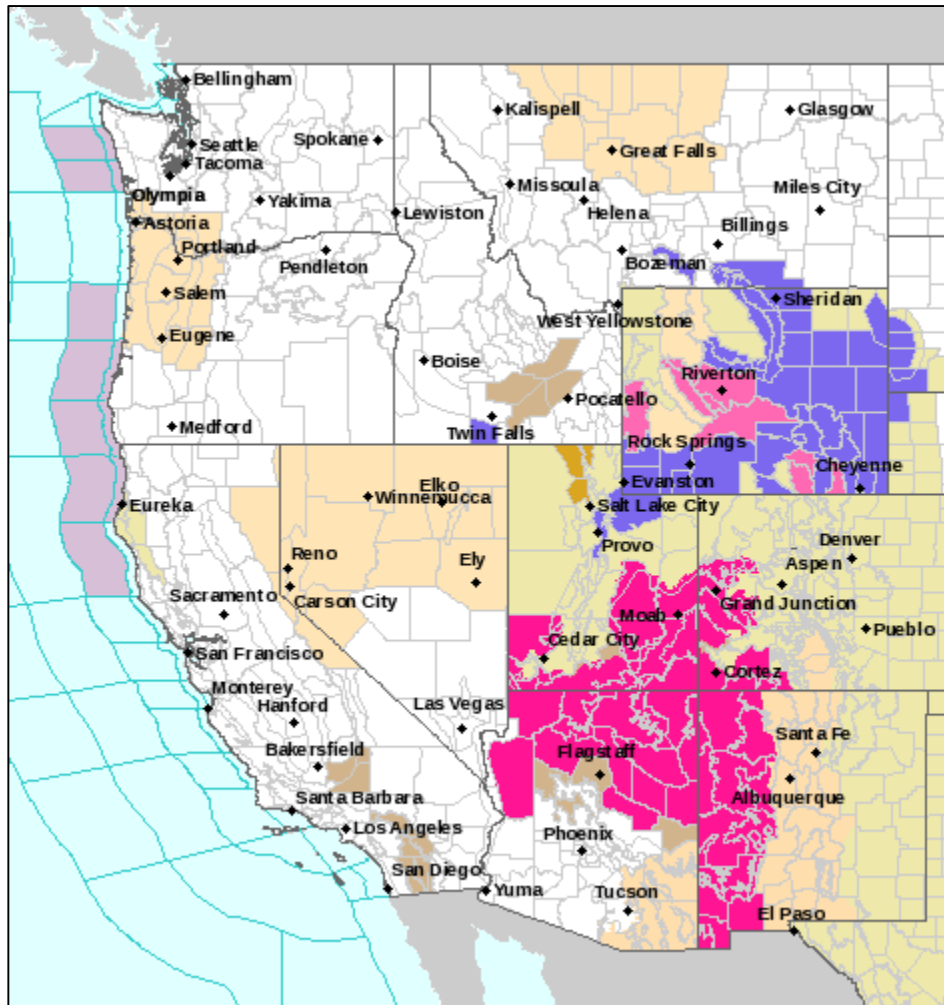 Bellingham
Kalispell
Glasgow
Spokane
Seattle
Great Falls
Tacoma
Missoula
Miles City
Olympia
Yakima
Helena
Lewiston
Astoria
Billings
Portland
Pendleton
Bozeman
Salem
Sheridan
West Yellowstone
Eugene
Boise
Riverton
Pocatello
Medford
Twin Falls
Rock Springs
Cheyenne
Elko
Evanston
Winnemucca
Eureka
Salt Lake City
Provo
Denver
Reno
Ely
Aspen
Sacramento
Carson City
Grand Junction
Moab
Pueblo
Cedar City
San Francisco
Cortez
Monterey
Las Vegas
Hanford
Bakersfield
Flagstaff
Santa Fe
Albuquerque
Santa Barbara
Los Angeles
Phoenix
San Diego
Yuma
Tucson
El Paso